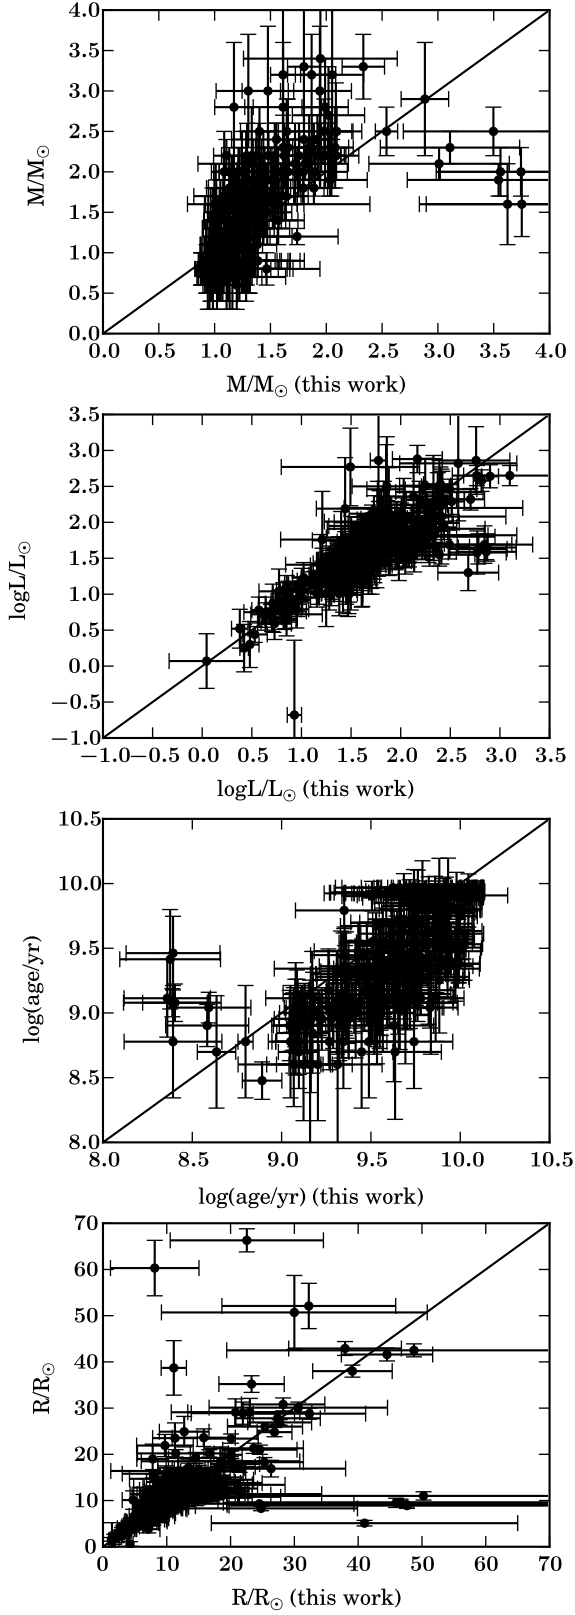 4.0
3.5
3.0
2.5
2.0
1.5
1.0
0.5
0.0
M/M⊙
0.0 0.5 1.0 1.5 2.0 2.5 3.0 3.5 4.0
M/M⊙ (this work)
3.5
3.0
2.5
2.0
1.5
1.0
0.5
0.0
−0.5
−1.0
logL/L⊙
−1.0−0.5 0.0 0.5 1.0 1.5 2.0 2.5 3.0 3.5
logL/L⊙ (this work)
10.5
10.0
9.5
9.0
8.5
8.0
log(age/yr)
8.0 8.5 9.0 9.5 10.0 10.5
log(age/yr) (this work)
70
60
50
40
30
20
10
0
R/R⊙
0 10 20 30 40 50 60 70
R/R⊙ (this work)